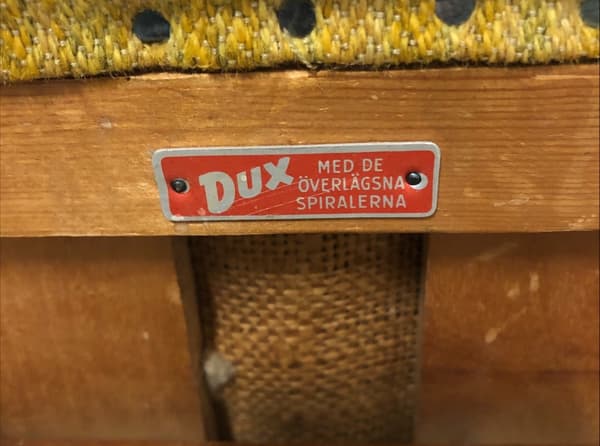 DUX
MED DE
ÖVERLÄGSNA
SPIRALERNA